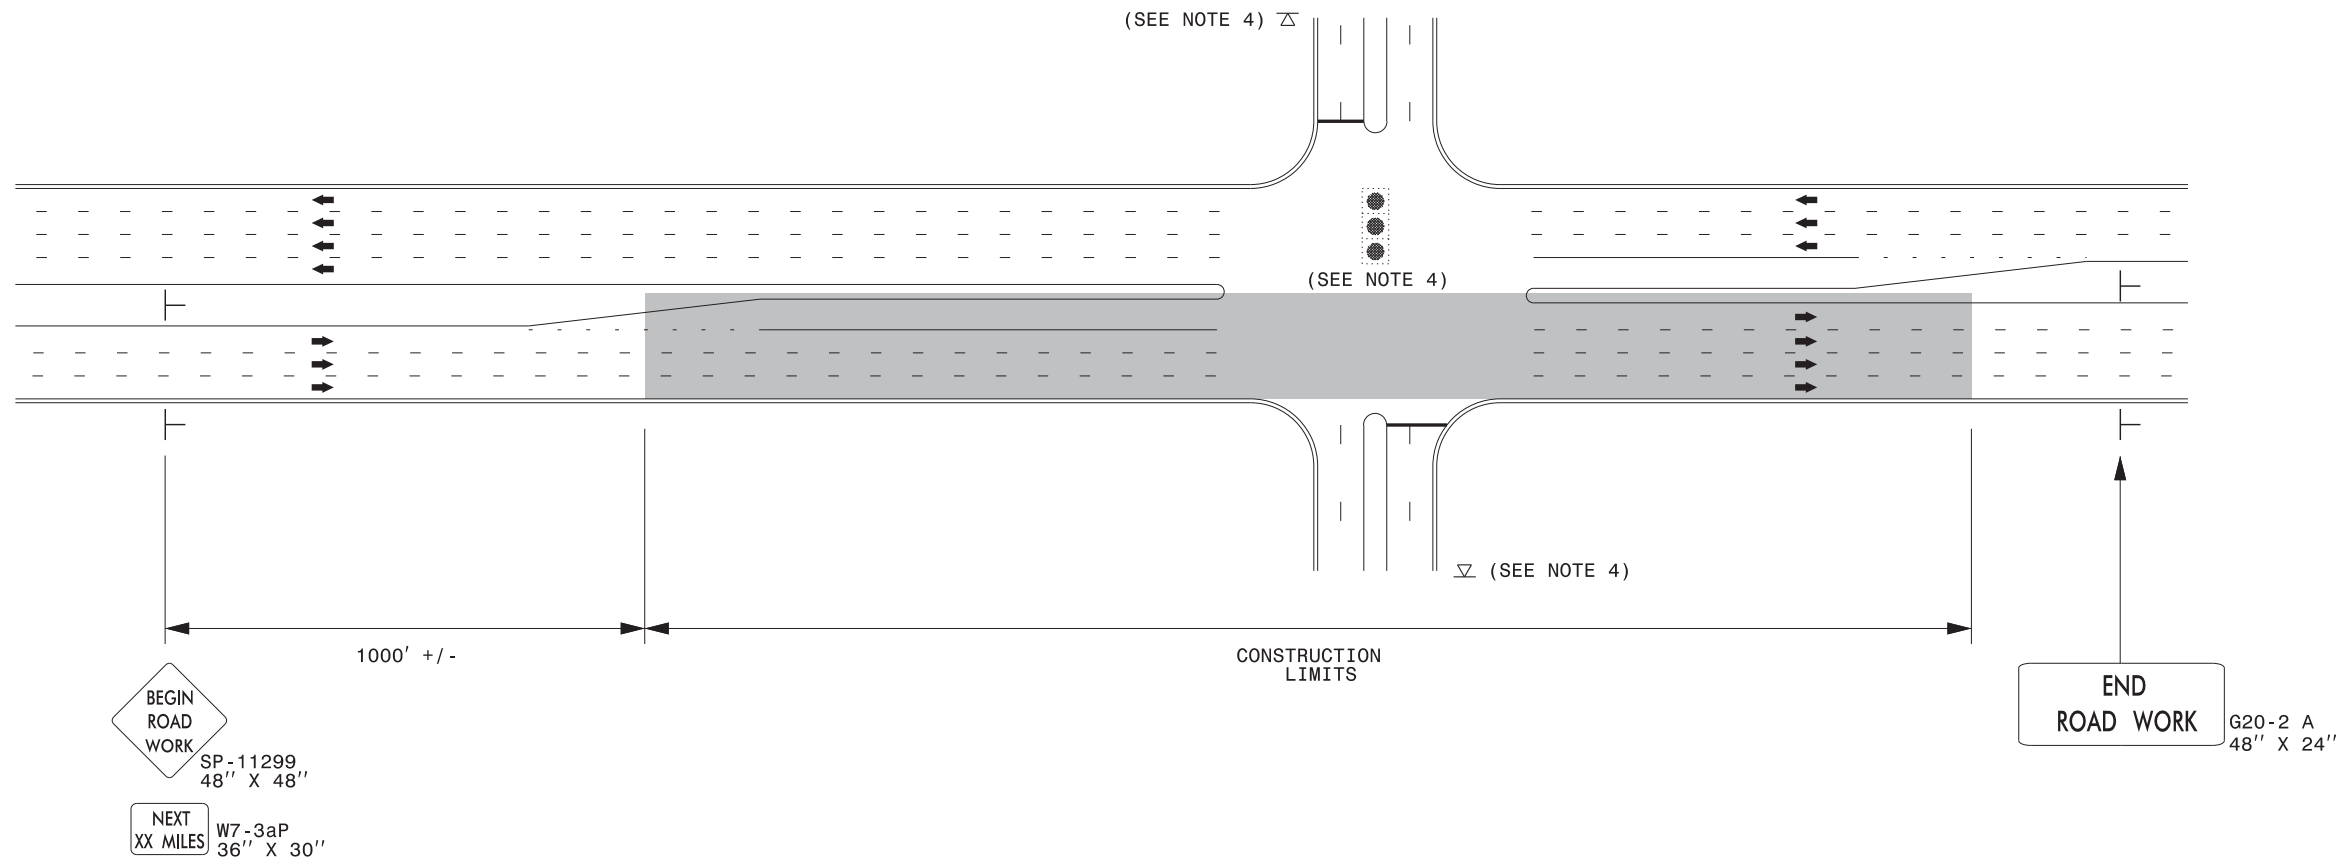 (SEE NOTE 4)
(SEE NOTE 4)
(SEE NOTE 4)
1000' +/-
CONSTRUCTION
LIMITS
BEGIN
ROAD
WORK
SP-11299
48'' X 48''
NEXT
XX MILES
W7-3aP
36'' X 30''
END
ROAD WORK
G20-2 A
48'' X 24''